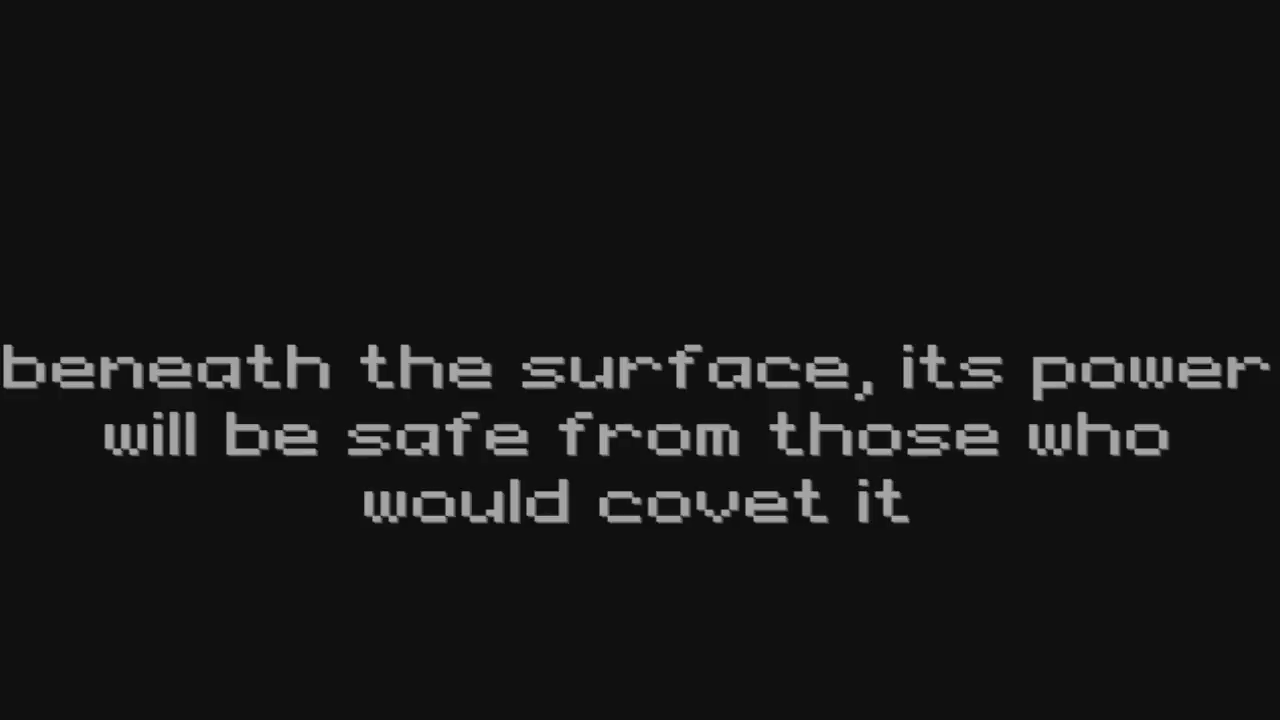 beneath the surface, its power
will be safe from those who
would covet it